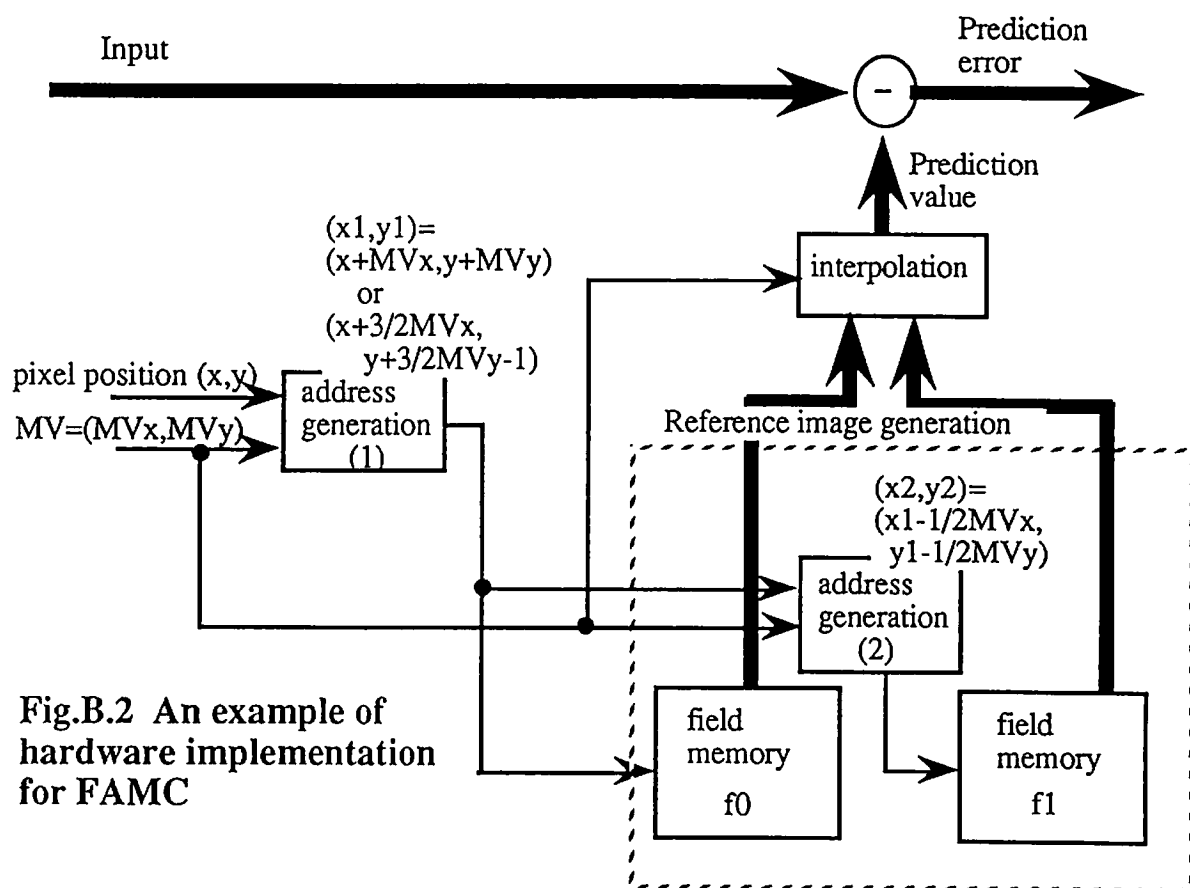 Input
Prediction
error
-
Prediction
value
(x1,y1)=
(x+MVx,y+MVy)
or
(x+3/2MVx,
y+3/2MVy-1)
interpolation
pixel position (x,y)
MV=(MVx,MVy)
address
generation
(1)
Reference image generation
(x2,y2)=
(x1-1/2MVx,
y1-1/2MVy)
address
generation
(2)
field
memory
f0
field
memory
f1
Fig.B.2 An example of
hardware implementation
for FAMC